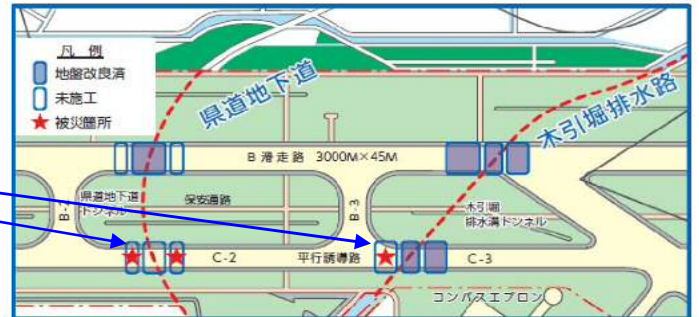 凡 例
地盤改良済
未施工
被災箇所
県道地下道
木引堀排水路
B 滑走路 3000M×45M
B-2
県道地下道
トンネル
保安道路
B-3
木引堀
排水溝トンネル
C-2
平行誘導路
C-3
コンパスエプロン